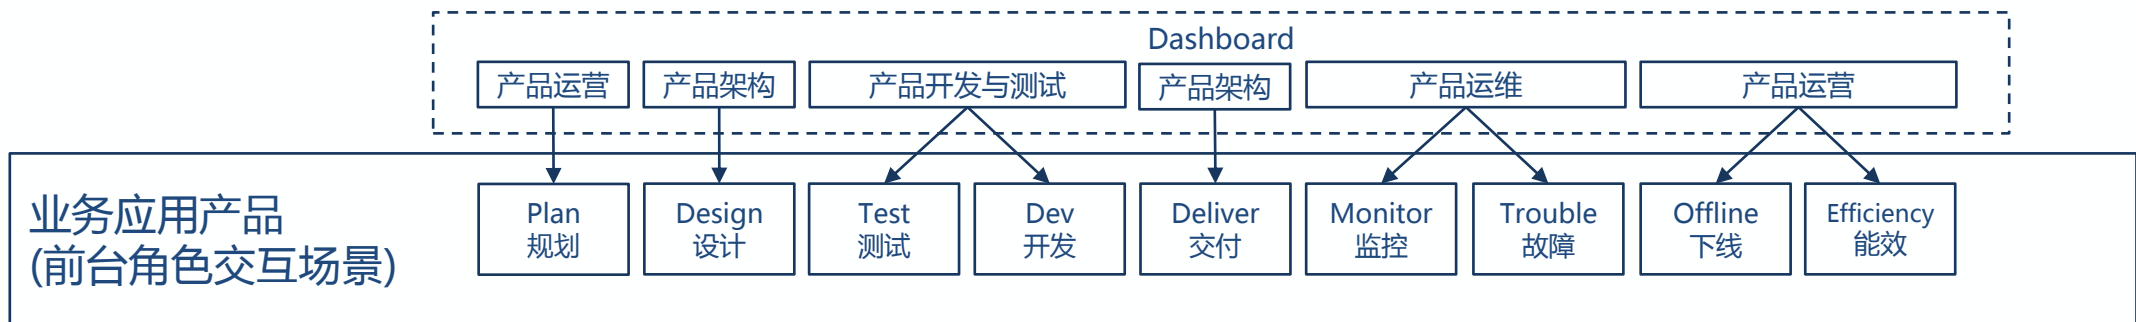 Dashboard
产品运营
产品架构
产品开发与测试
产品架构
产品运维
产品运营
业务应用产品
(前台角色交互场景)
Plan
规划
Design
设计
Test
测试
Dev
开发
Deliver
交付
Monitor
监控
Trouble
故障
Offline
下线
Efficiency
能效